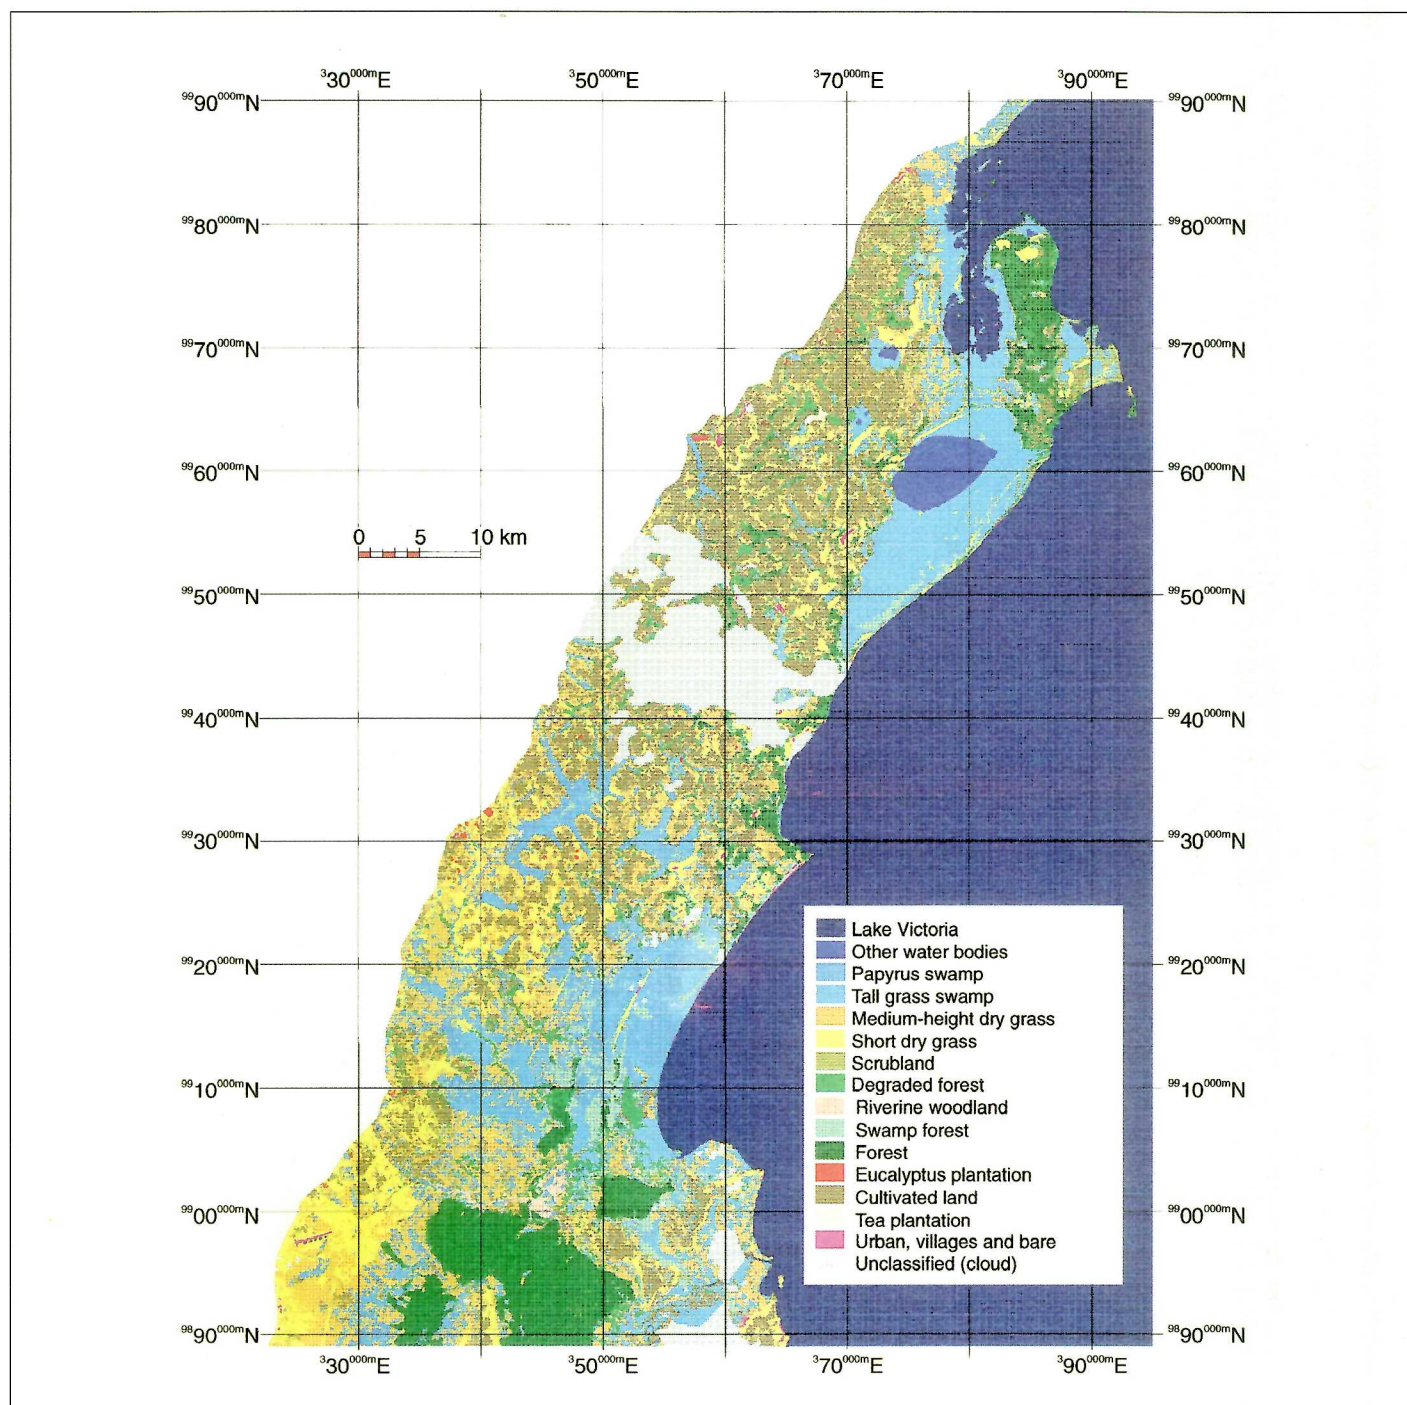 330000mE 350000mE 370000mE 390000mE
9990000mN 9990000mN
9980000mN 9980000mN
9970000mN 9970000mN
9960000mN 9960000mN
0 5 10 km
9950000mN 9950000mN
9940000mN 9940000mN
9930000mN 9930000mN
Lake Victoria
Other water bodies
Papyrus swamp
Tall grass swamp
Medium-height dry grass
Short dry grass
Scrubland
Degraded forest
Riverine woodland
Swamp forest
Forest
Eucalyptus plantation
Cultivated land
Tea plantation
Urban, villages and bare
Unclassified (cloud)
9920000mN 9920000mN
9910000mN 9910000mN
9900000mN 9900000mN
9890000mN 9890000mN
330000mE 350000mE 370000mE 390000mE